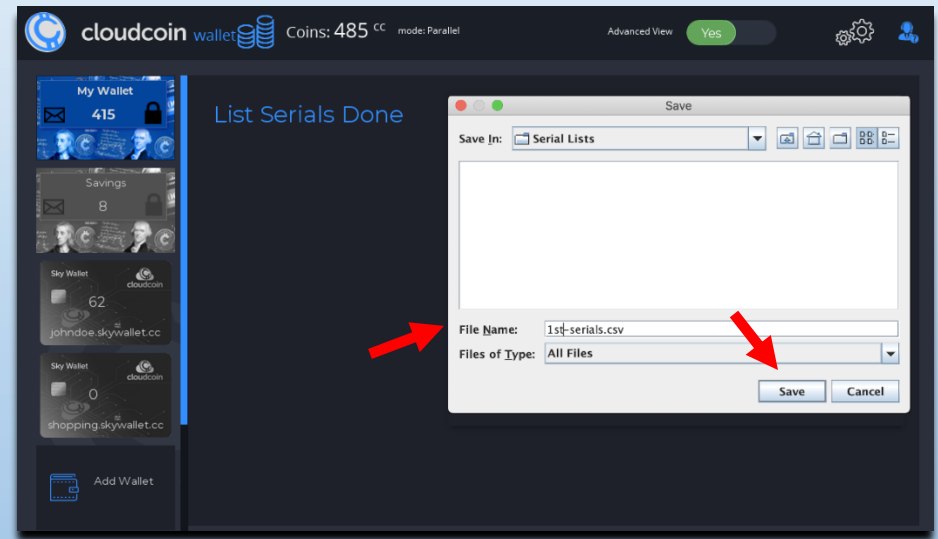 cloudcoin wallet Coins: 485 cc mode: Parallel Advanced View Yes
My Wallet
415
Savings
8
Sky Wallet
cloudcoin
62
johndoe.skywallet.cc
Sky Wallet
cloudcoin
0
shopping.skywallet.cc
Add Wallet
List Serials Done
Save
Save In: Serial Lists
File Name: 1st-serials.csv
Files of Type: All Files
Save Cancel